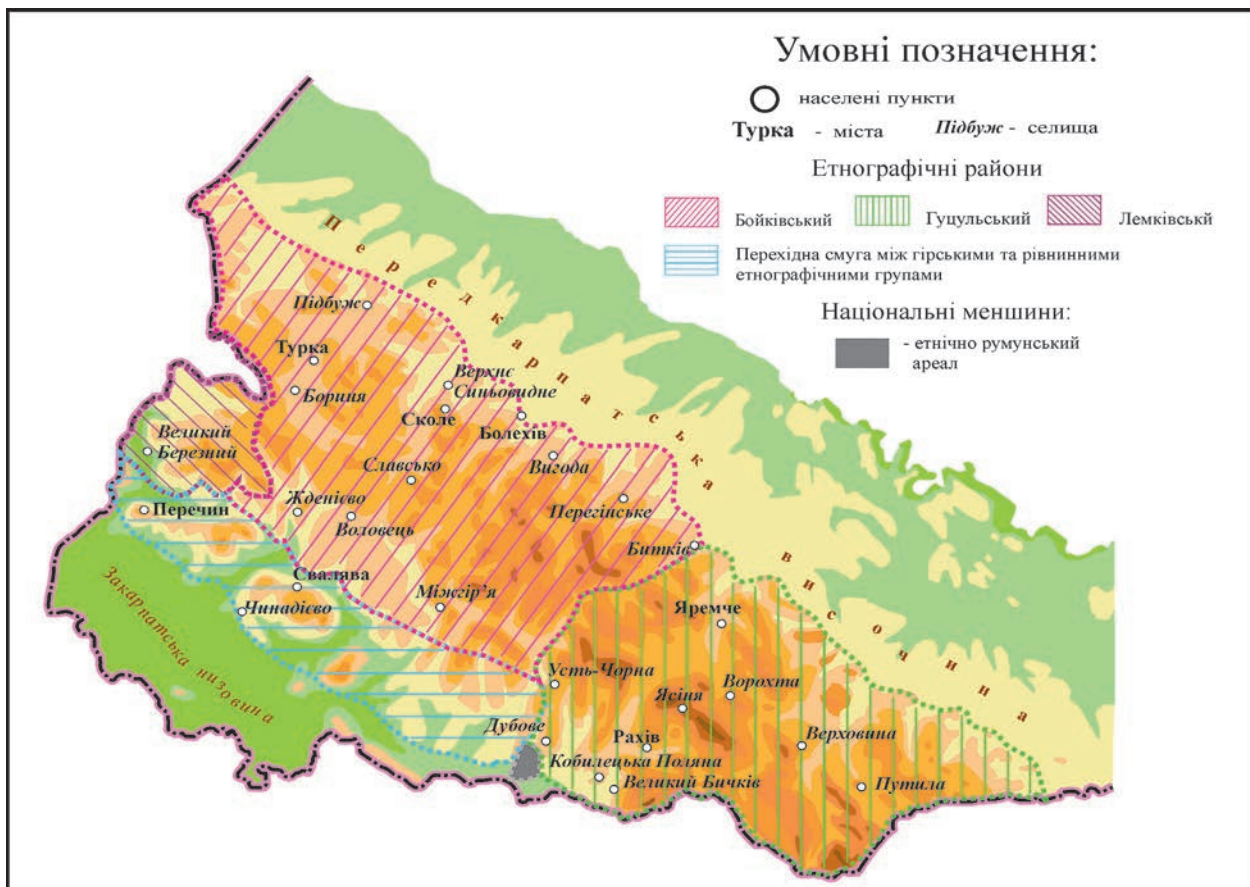 Умовні позначення:
населені пункти
Турка - міста Підбуж - селища
Етнографічні райони
Бойківський Гуцульський Лемківськй
Перехідна смуга між гірськими та рівнинними
етнографічними групами
Національні меншини:
- етнічно румунський
ареал
Передкарпатська височина
Підбуж
Турка
Бориня
Верхнє
Синьовидне
Сколе
Болехів
Великий
Березний
Славсько
Вигода
Перечин
Жденієво
Воловець
Перегінське
Битків
Свалява
Чинадієво
Міжгір’я
Закарпатська низовина
Яремче
Усть-Чорна
Ясіня
Ворохта
Дубове
Рахів
Верховина
Кобилецька Поляна
Великий Бичків
Путила